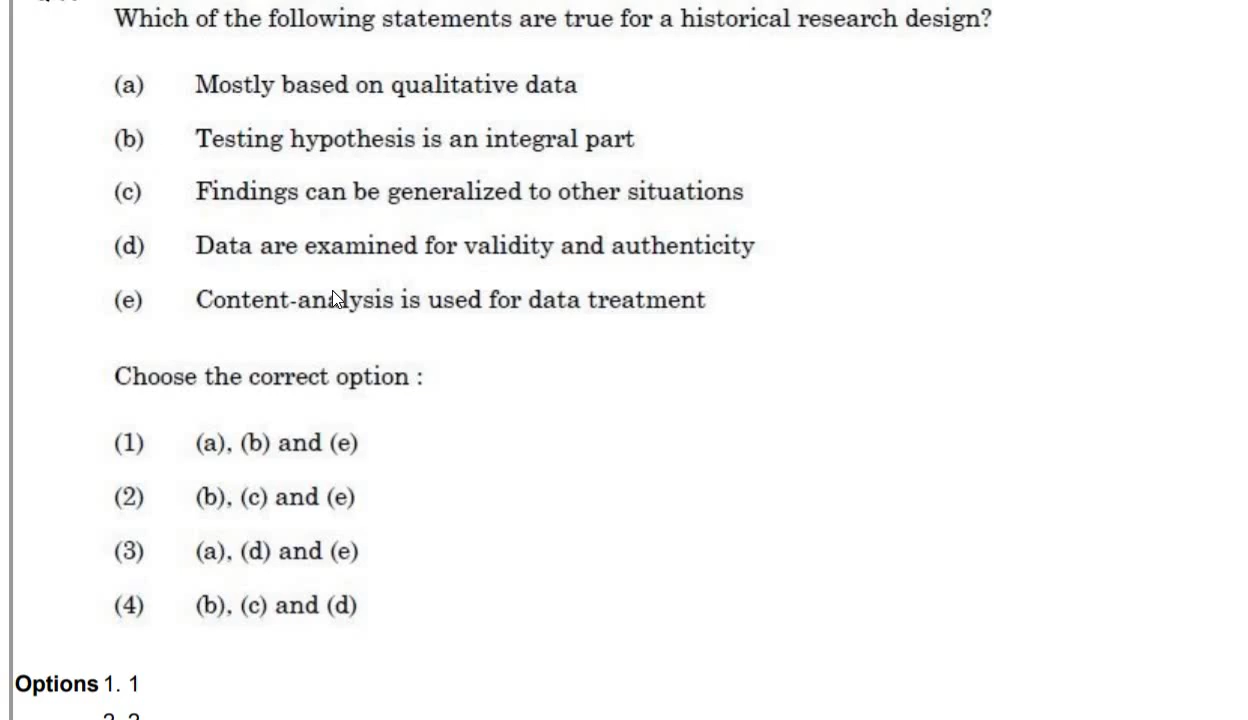 Which of the following statements are true for a historical research design?
(a) Mostly based on qualitative data
(b) Testing hypothesis is an integral part
(c) Findings can be generalized to other situations
(d) Data are examined for validity and authenticity
(e) Content-analysis is used for data treatment
Choose the correct option :
(1) (a), (b) and (e)
(2) (b), (c) and (e)
(3) (a), (d) and (e)
(4) (b), (c) and (d)
Options 1. 1